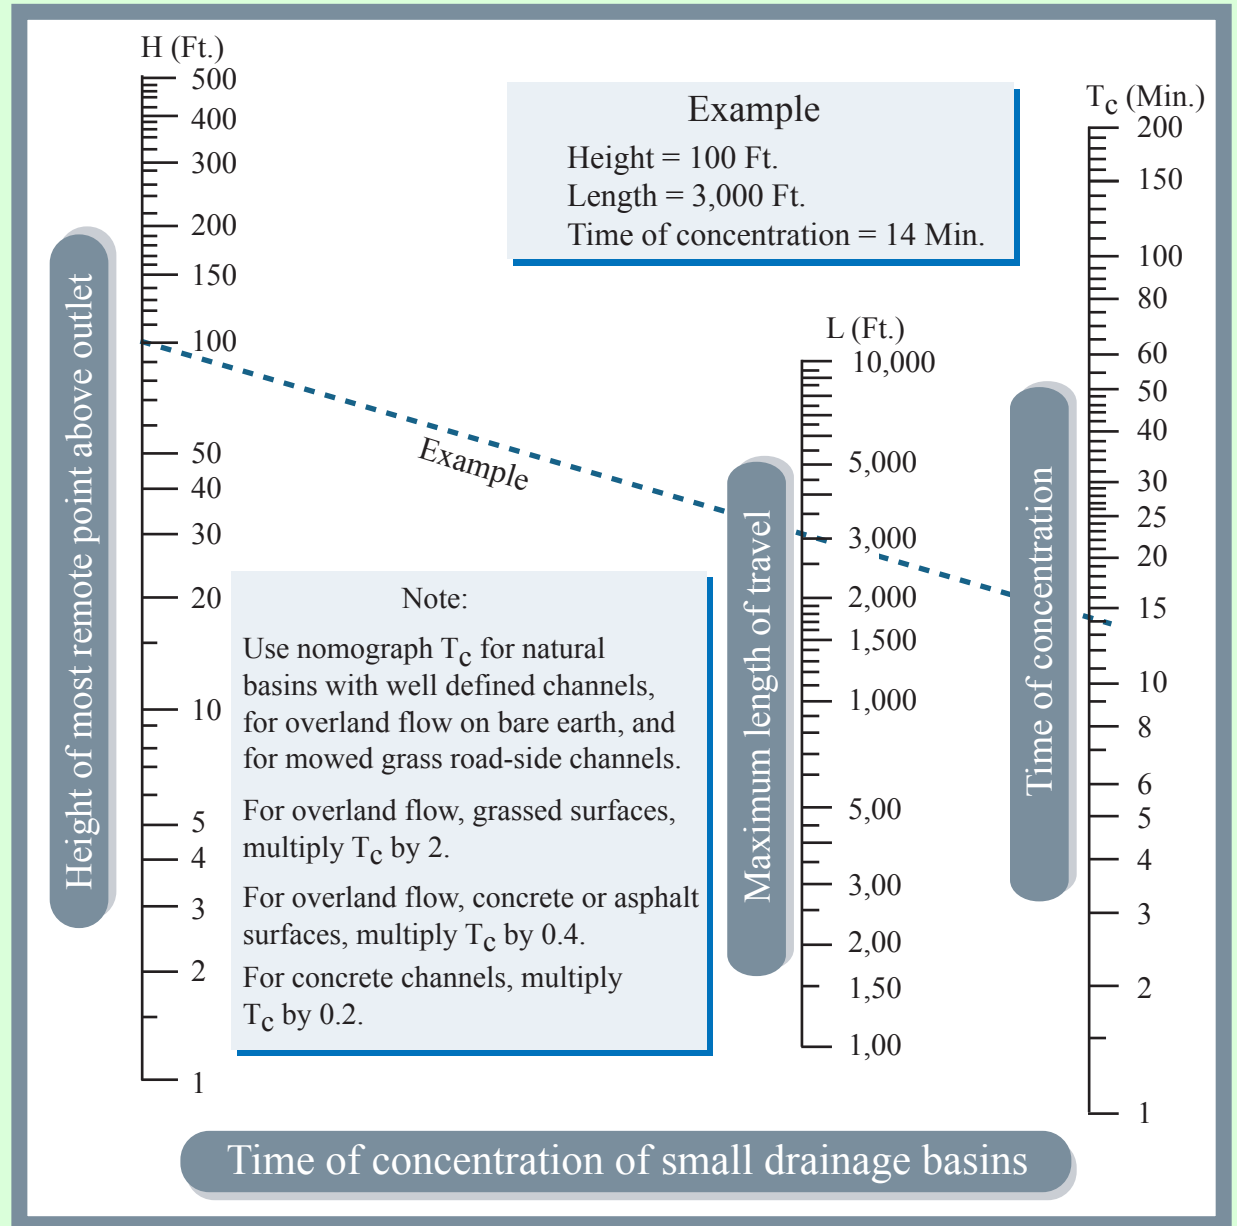 H (Ft.)
500
400
300
200
150
100
50
40
30
20
10
5
4
3
2
1
Height of most remote point above outlet
Example
Height = 100 Ft.
Length = 3,000 Ft.
Time of concentration = 14 Min.
Example
Note:
Use nomograph Tc for natural
basins with well defined channels,
for overland flow on bare earth, and
for mowed grass road-side channels.
For overland flow, grassed surfaces,
multiply Tc by 2.
For overland flow, concrete or asphalt
surfaces, multiply Tc by 0.4.
For concrete channels, multiply
Tc by 0.2.
L (Ft.)
10,000
5,000
3,000
2,000
1,500
1,000
5,00
3,00
2,00
1,50
1,00
Maximum length of travel
Tc (Min.)
200
150
100
80
60
50
40
30
25
20
15
10
8
6
5
4
3
2
1
Time of concentration
Time of concentration of small drainage basins